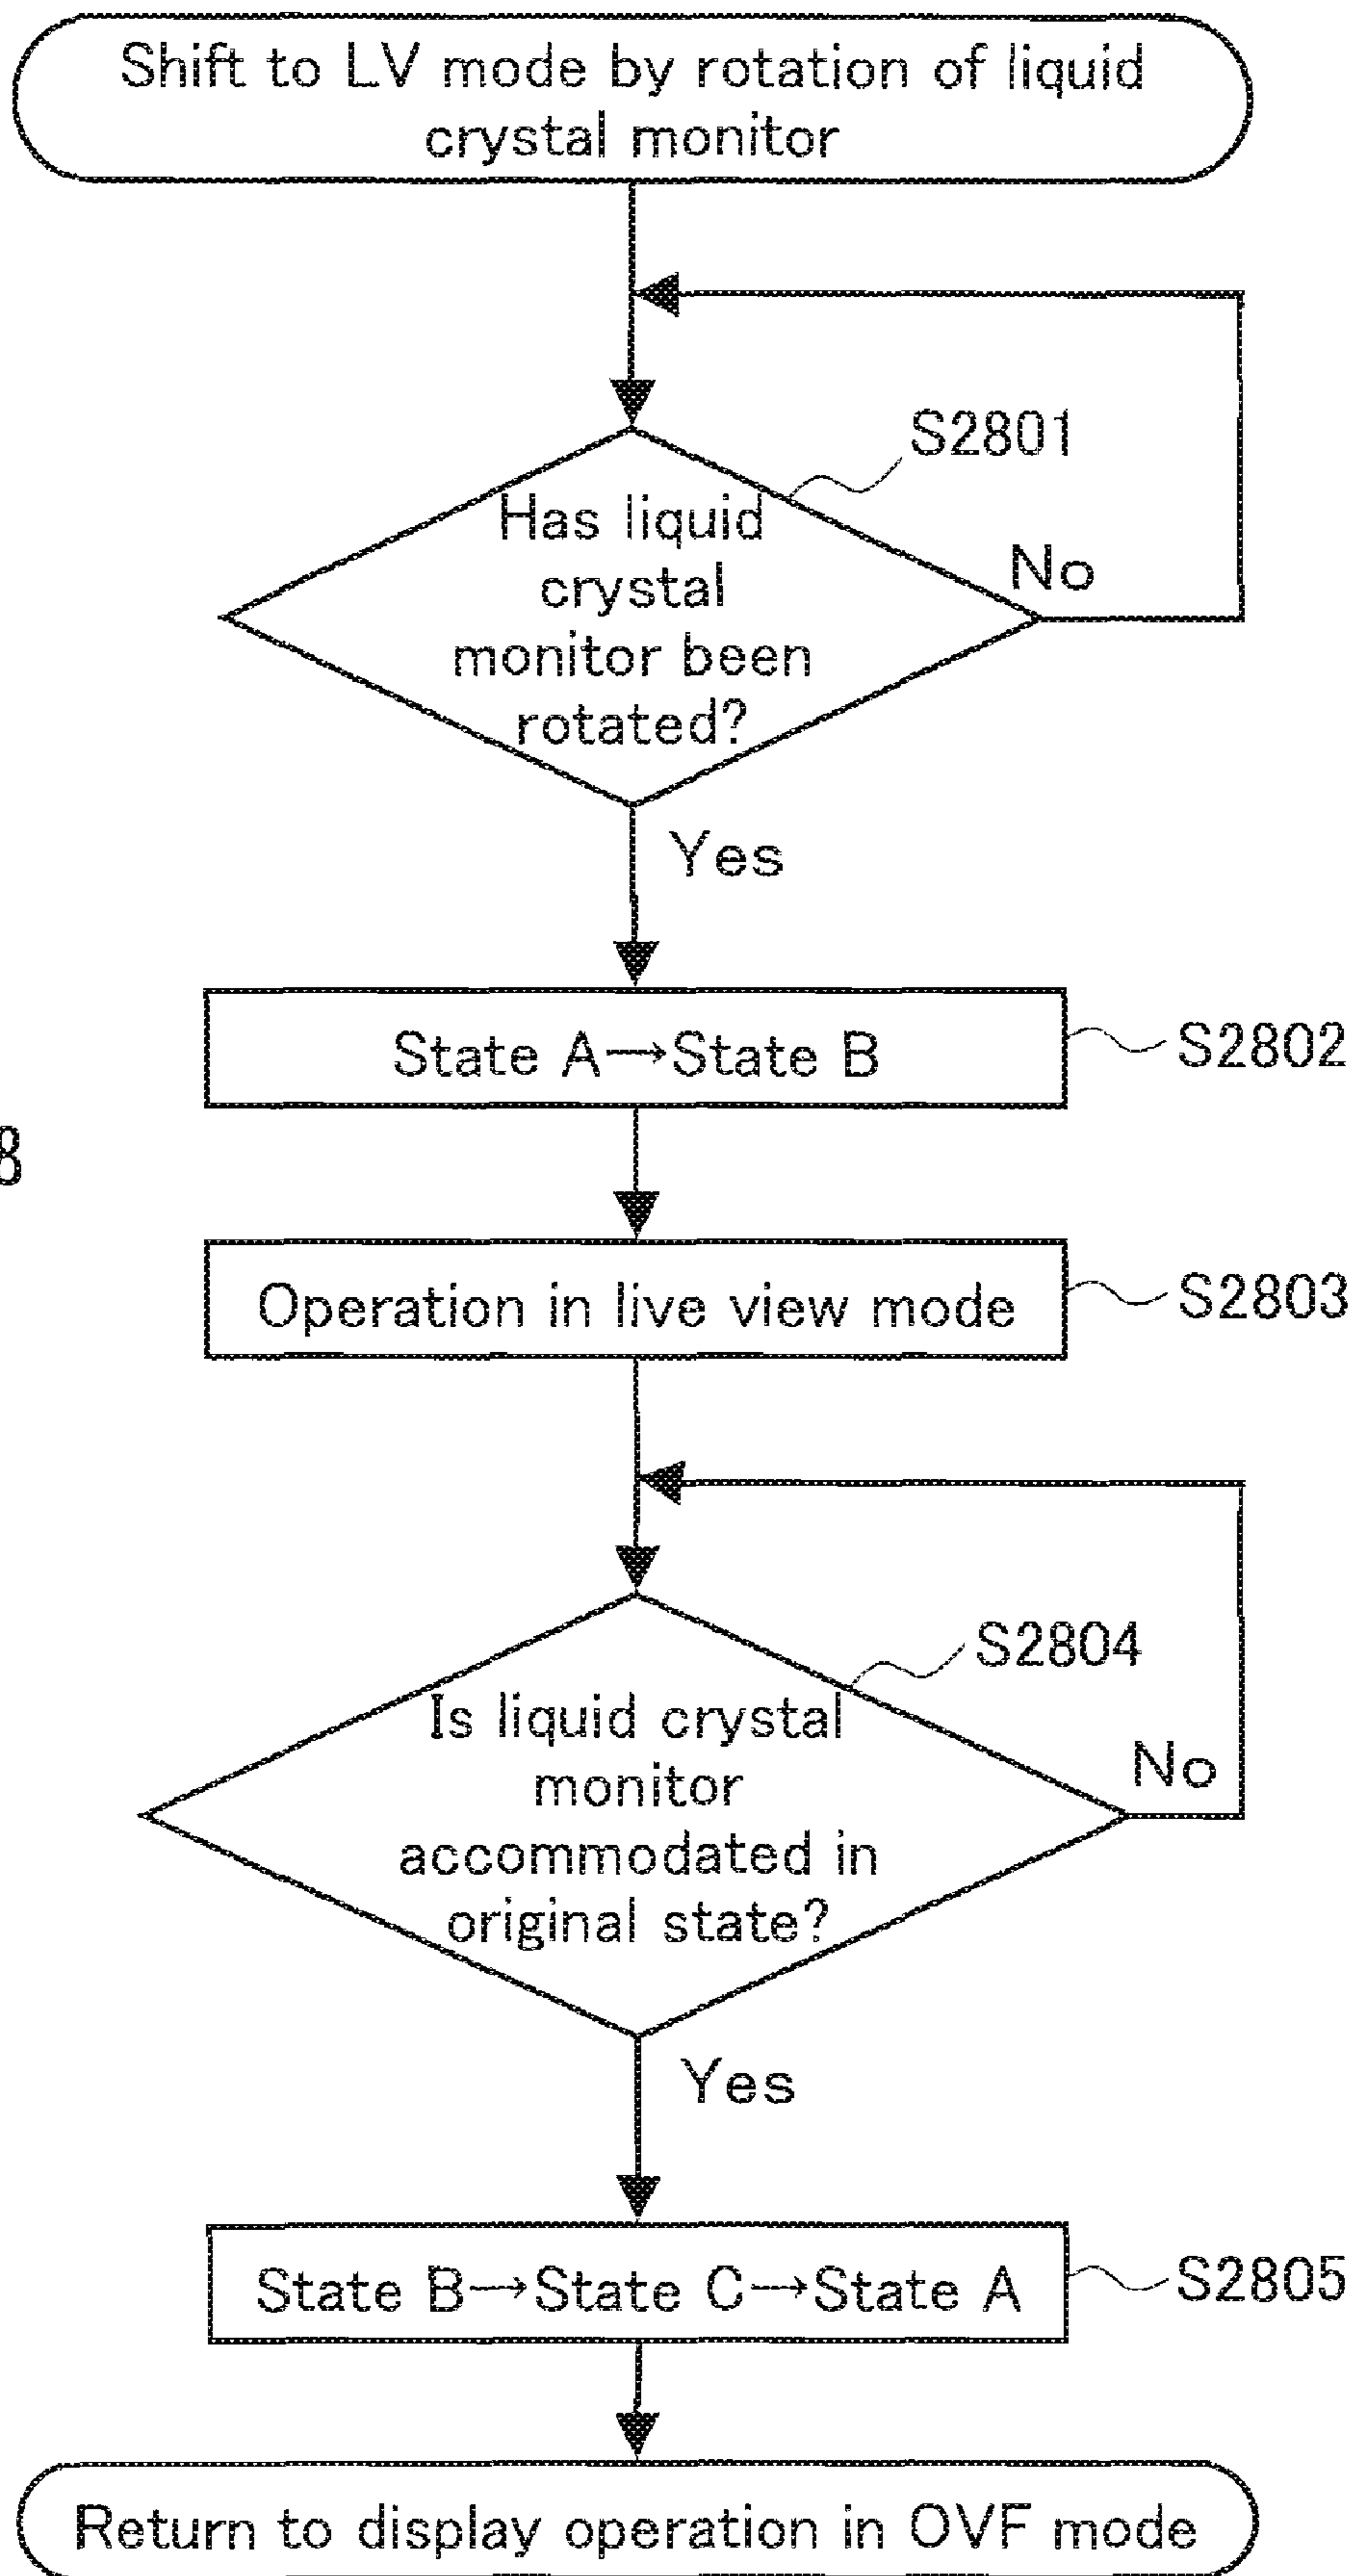 Shift to LV mode by rotation of liquid
crystal monitor
S2801
Has liquid
crystal
monitor been
rotated?
No
Yes
State A→State B
S2802
8
Operation in live view mode
S2803
S2804
Is liquid crystal
monitor
accommodated in
original state?
No
Yes
State B→State C→State A
S2805
Return to display operation in OVF mode